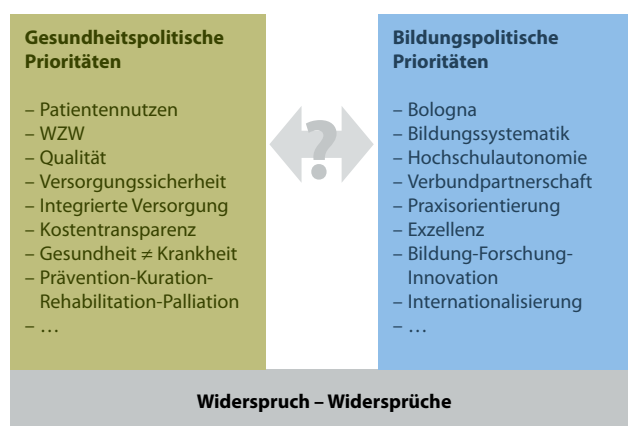 Gesundheitspolitische
Prioritäten
– Patientennutzen
– WZW
– Qualität
– Versorgungssicherheit
– Integrierte Versorgung
– Kostentransparenz
– Gesundheit ≠ Krankheit
– Prävention-Kuration-
Rehabilitation-Palliation
– …
?
Bildungspolitische
Prioritäten
– Bologna
– Bildungssystematik
– Hochschulautonomie
– Verbundpartnerschaft
– Praxisorientierung
– Exzellenz
– Bildung-Forschung-
Innovation
– Internationalisierung
– …
Widerspruch – Widersprüche